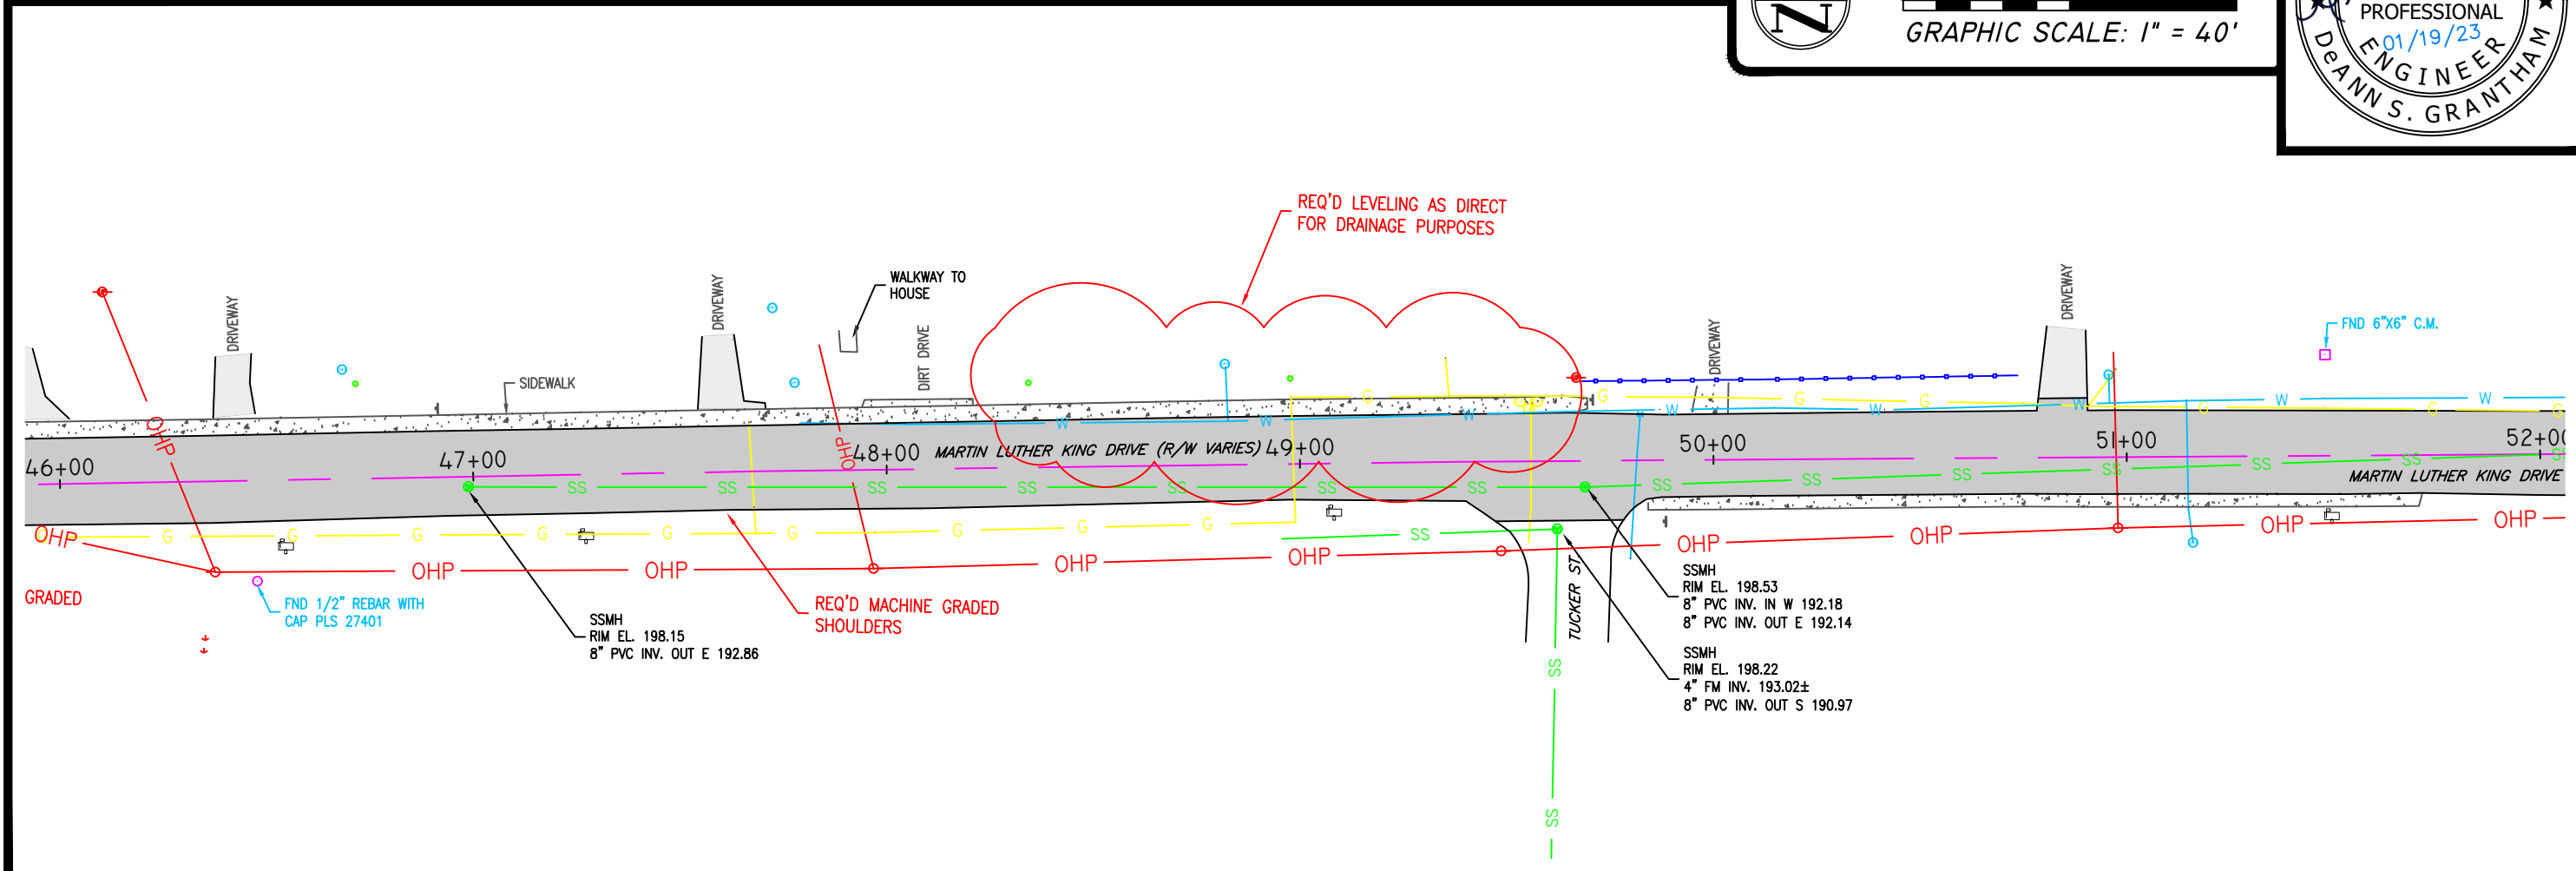 N
GRAPHIC SCALE: 1" = 40'
PROFESSIONAL
01/19/23
ENGINEER
DeANN S. GRANTHAM
REQ'D LEVELING AS DIRECT
FOR DRAINAGE PURPOSES
WALKWAY TO
HOUSE
DRIVEWAY
DRIVEWAY
DIRT DRIVE
DRIVEWAY
DRIVEWAY
FND 6"X6" C.M.
SIDEWALK
OHP
OHP
G
G
G
G
G
G
G
W
W
W
W
W
W
W
W
46+00
47+00
48+00
MARTIN LUTHER KING DRIVE (R/W VARIES)
49+00
50+00
51+00
52+00
MARTIN LUTHER KING DRIVE
SS
SS
SS
SS
SS
SS
SS
SS
SS
SS
SS
SS
SS
SS
OHP
G
G
G
G
G
G
G
G
G
SS
OHP
OHP
OHP
OHP
OHP
OHP
OHP
OHP
GRADED
FND 1/2" REBAR WITH
CAP PLS 27401
SSMH
RIM EL. 198.15
8" PVC INV. OUT E 192.86
REQ'D MACHINE GRADED
SHOULDERS
TUCKER ST
SS
SS
SSMH
RIM EL. 198.53
8" PVC INV. IN W 192.18
8" PVC INV. OUT E 192.14
SSMH
RIM EL. 198.22
4" FM INV. 193.02±
8" PVC INV. OUT S 190.97